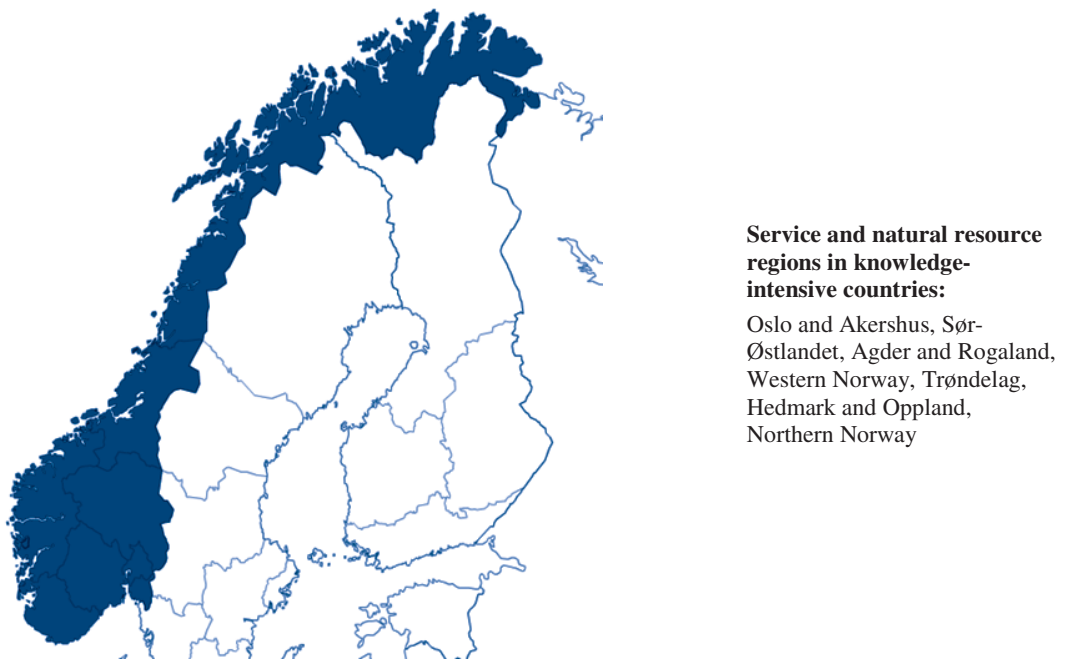 Service and natural resource
regions in knowledge-
intensive countries:
Oslo and Akershus, Sør-
Østlandet, Agder and Rogaland,
Western Norway, Trøndelag,
Hedmark and Oppland,
Northern Norway